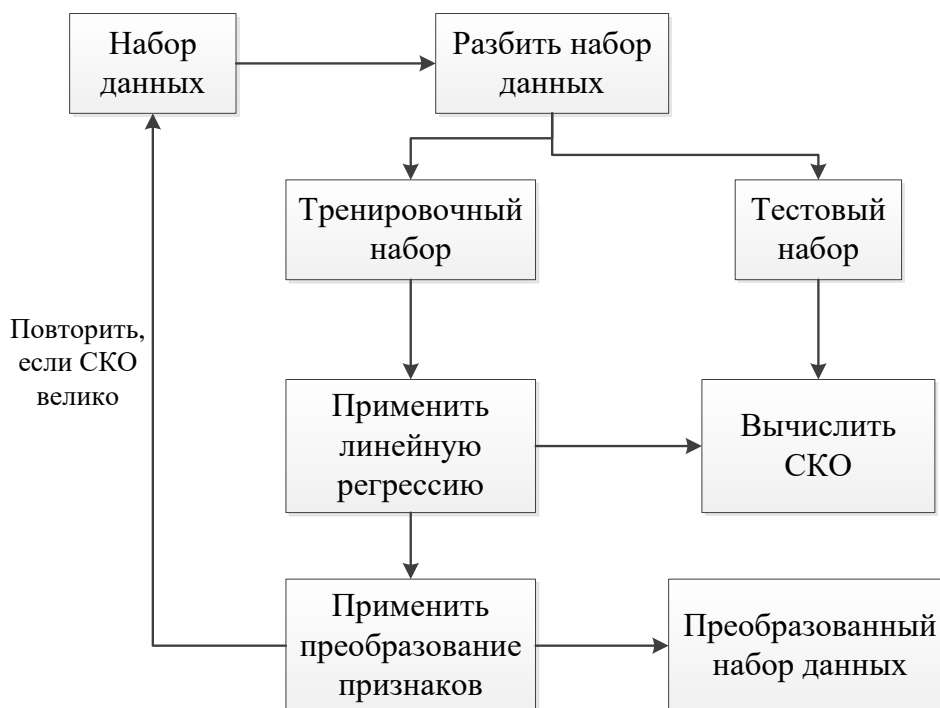 Набор
данных
Разбить набор
данных
Тренировочный
набор
Тестовый
набор
Повторить,
если СКО
велико
Применить
линейную
регрессию
Вычислить
СКО
Применить
преобразование
признаков
Преобразованный
набор данных